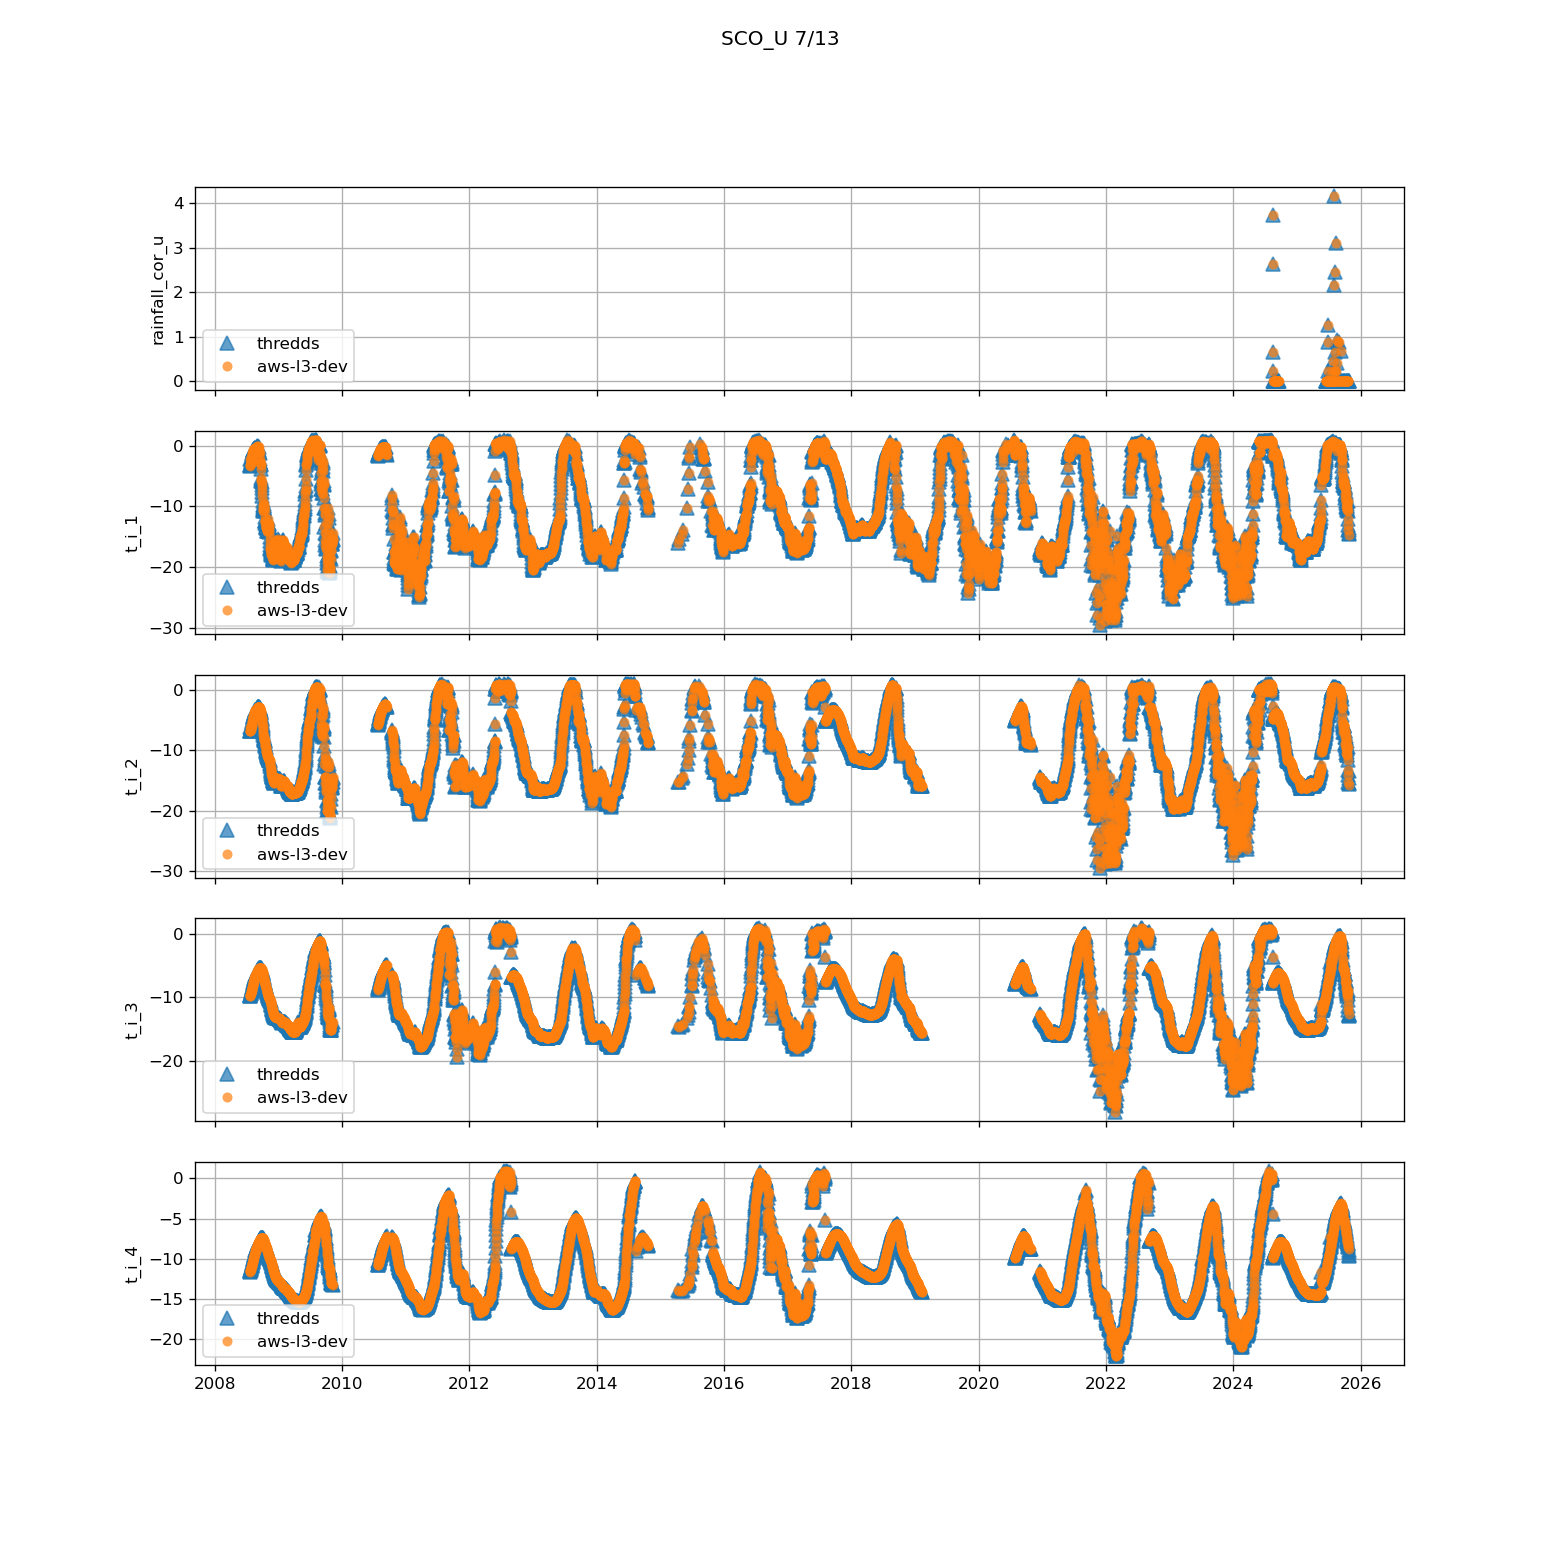 SCO_U 7/13
rainfall_cor_u
4
3
2
1
0
thredds
aws-l3-dev
t_i_1
0
−10
−20
−30
thredds
aws-l3-dev
t_i_2
0
−10
−20
−30
thredds
aws-l3-dev
t_i_3
0
−10
−20
thredds
aws-l3-dev
t_i_4
0
−5
−10
−15
−20
thredds
aws-l3-dev
2008 2010 2012 2014 2016 2018 2020 2022 2024 2026